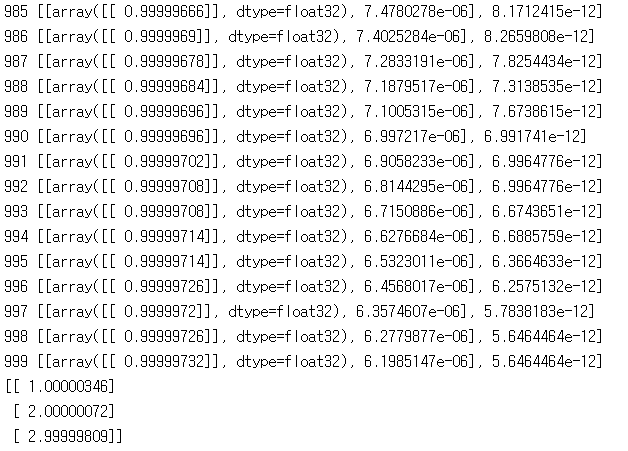 985 [[array([[ 0.99999666]], dtype=float32), 7.4780278e-06], 8.1712415e-12]
986 [[array([[ 0.9999969]], dtype=float32), 7.4025284e-06], 8.2659808e-12]
987 [[array([[ 0.99999678]], dtype=float32), 7.2833191e-06], 7.8254434e-12]
988 [[array([[ 0.99999684]], dtype=float32), 7.1879517e-06], 7.3138535e-12]
989 [[array([[ 0.99999696]], dtype=float32), 7.1005315e-06], 7.6738615e-12]
990 [[array([[ 0.99999696]], dtype=float32), 6.997217e-06], 6.991741e-12]
991 [[array([[ 0.99999702]], dtype=float32), 6.9058233e-06], 6.9964776e-12]
992 [[array([[ 0.99999708]], dtype=float32), 6.8144295e-06], 6.9964776e-12]
993 [[array([[ 0.99999708]], dtype=float32), 6.7150886e-06], 6.6743651e-12]
994 [[array([[ 0.99999714]], dtype=float32), 6.6276684e-06], 6.6885759e-12]
995 [[array([[ 0.99999714]], dtype=float32), 6.5323011e-06], 6.3664633e-12]
996 [[array([[ 0.99999726]], dtype=float32), 6.4568017e-06], 6.2575132e-12]
997 [[array([[ 0.9999972]], dtype=float32), 6.3574607e-06], 5.7838183e-12]
998 [[array([[ 0.99999726]], dtype=float32), 6.2779877e-06], 5.6464464e-12]
999 [[array([[ 0.99999732]], dtype=float32), 6.1985147e-06], 5.6464464e-12]
[[ 1.00000346]
 [ 2.00000072]
 [ 2.99999809]]